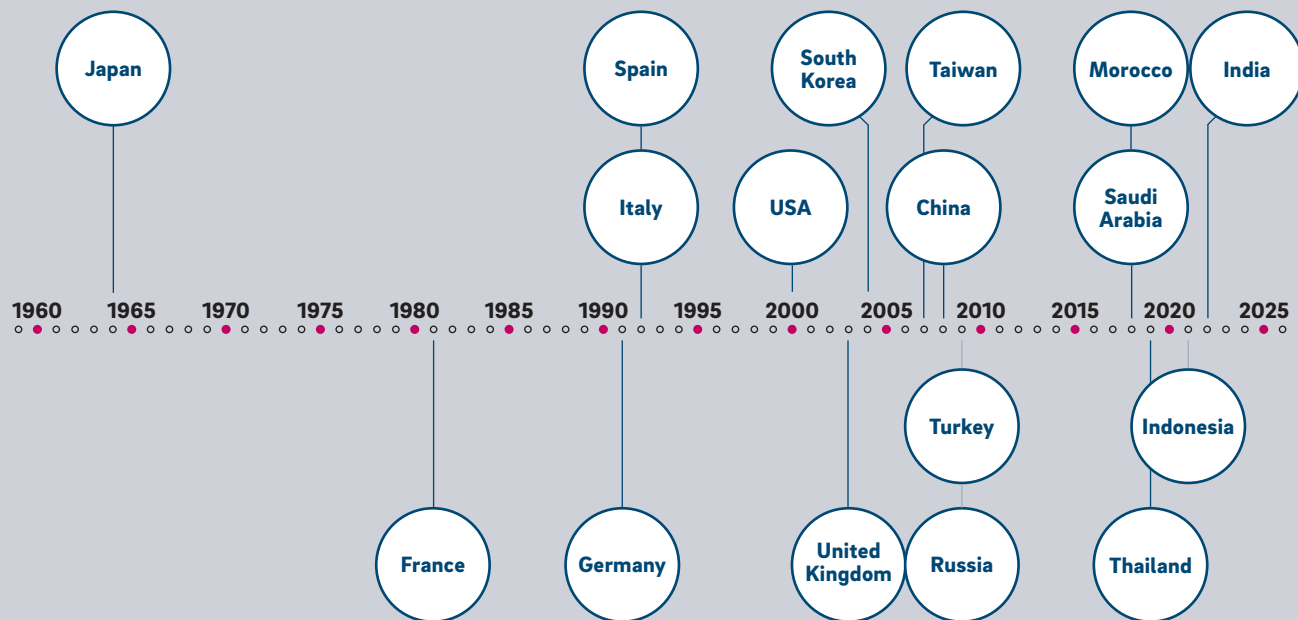 Japan
Spain
South
Korea
Taiwan
Morocco
India
Italy
USA
China
Saudi
Arabia
1960 1965 1970 1975 1980 1985 1990 1995 2000 2005 2010 2015 2020 2025
Turkey
Indonesia
France
Germany
United
Kingdom
Russia
Thailand